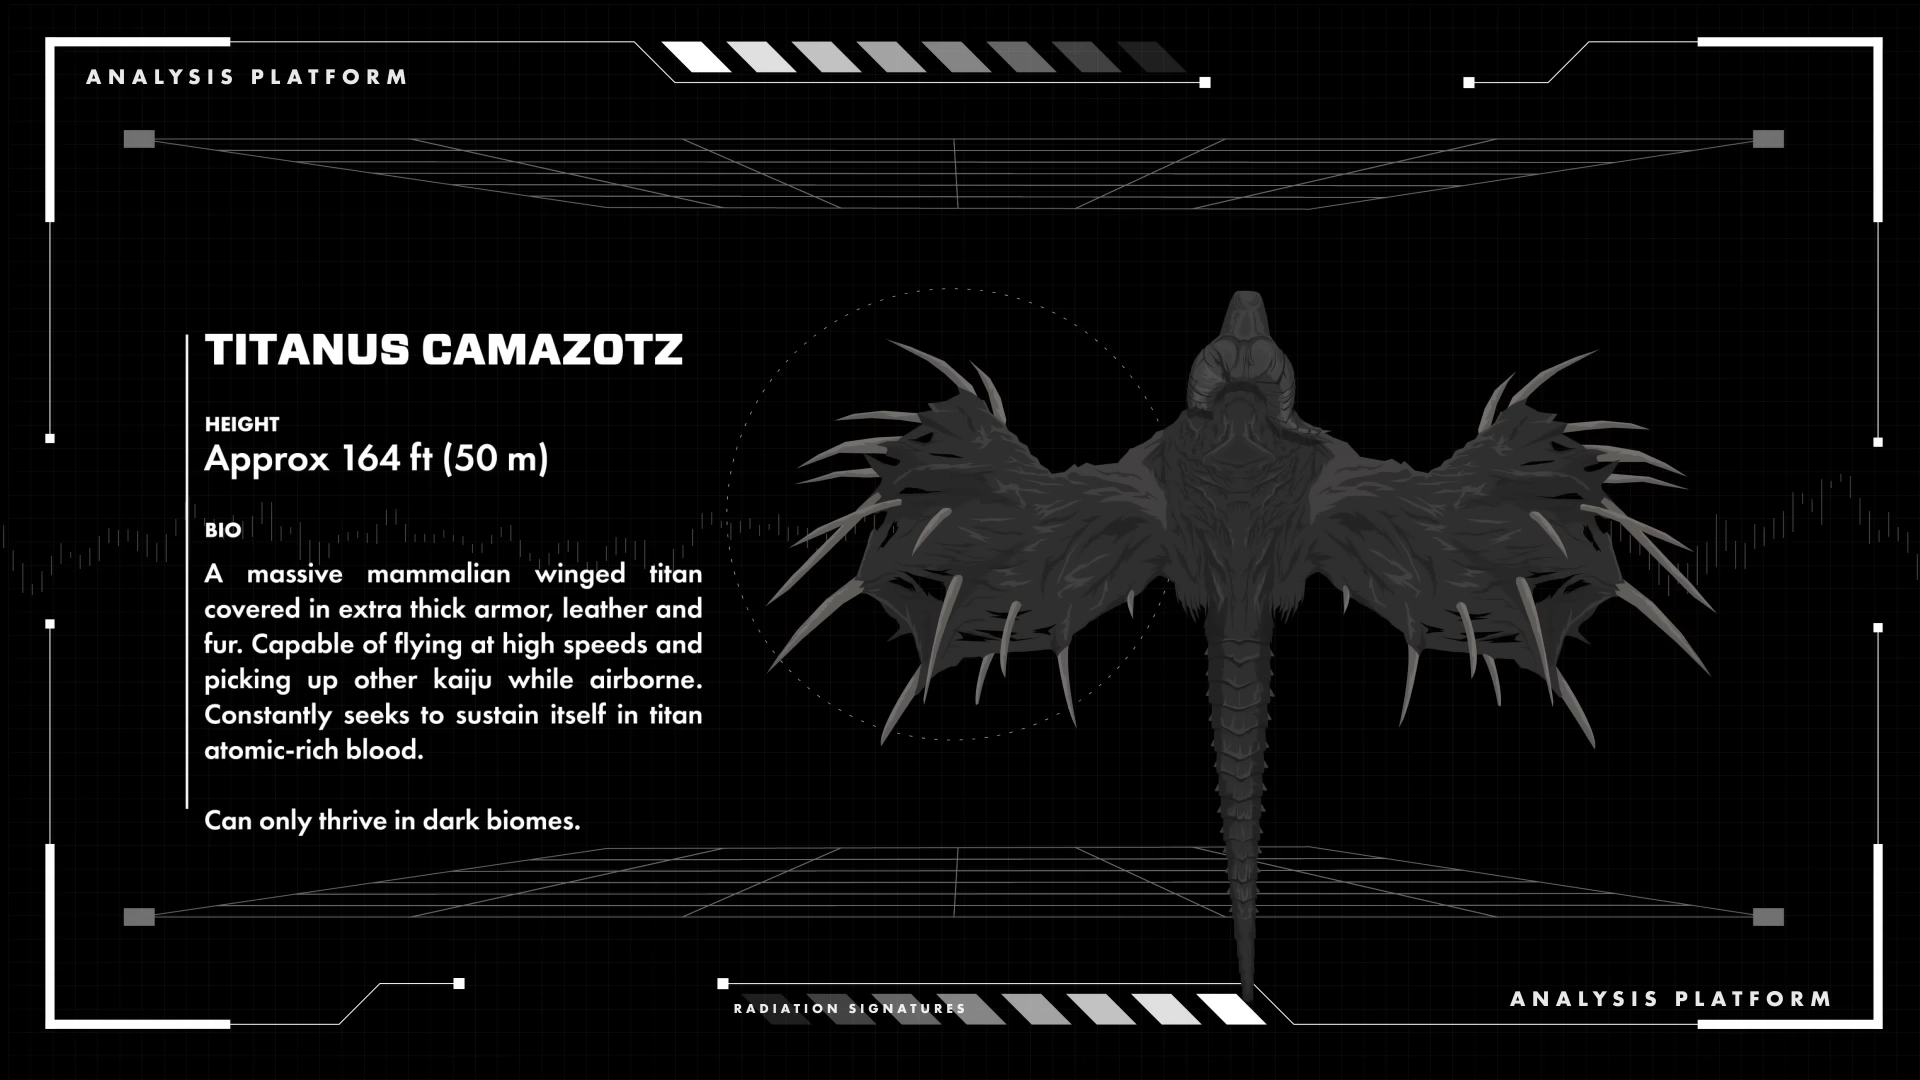 ANALYSIS PLATFORM
TITANUS CAMAZOTZ
HEIGHT
Approx 164 ft (50 m)
BIO
A massive mammalian winged titan
covered in extra thick armor, leather and
fur. Capable of flying at high speeds and
picking up other kaiju while airborne.
Constantly seeks to sustain itself in titan
atomic-rich blood.
Can only thrive in dark biomes.
RADIATION SIGNATURES
ANALYSIS PLATFORM